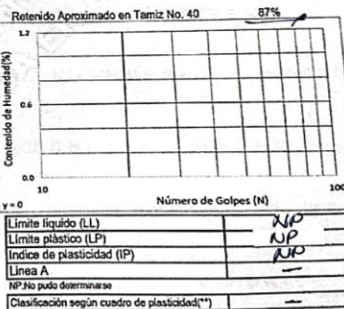 Retenido Aproximado en Tamiz No. 40 87%
1.2
Contenido de Humedad(%)
0.6
0.0
y = 0
10
Número de Golpes (N)
100
Límite líquido (LL) NP
Límite plástico (LP) NP
Indice de plasticidad (IP) NP
Línea A —
NP:No pudo determinarse
Clasificación según cuadro de plasticidad(**) —